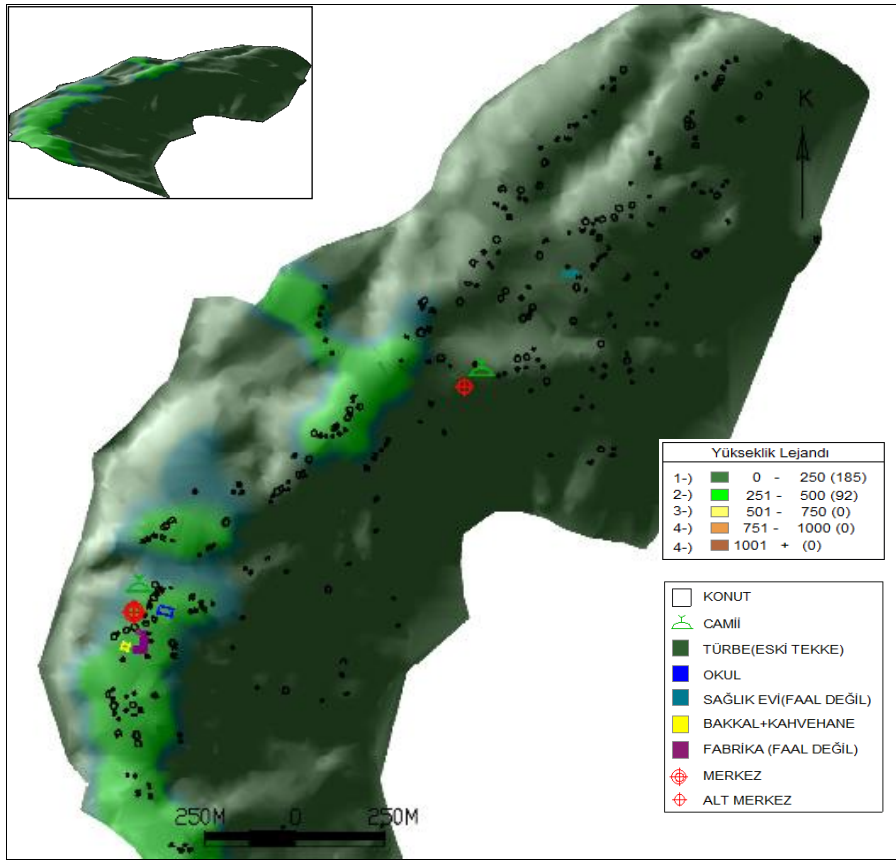 K
Yükseklik Lejandı
1-) 0 - 250 (185)
2-) 251 - 500 (92)
3-) 501 - 750 (0)
4-) 751 - 1000 (0)
4-) 1001 + (0)
KONUT
CAMİİ
TÜRBE(ESKİ TEKKE)
OKUL
SAĞLIK EVİ(FAAL DEĞİL)
BAKKAL+KAHVEHANE
FABRİKA (FAAL DEĞİL)
MERKEZ
ALT MERKEZ
250M 0 250M